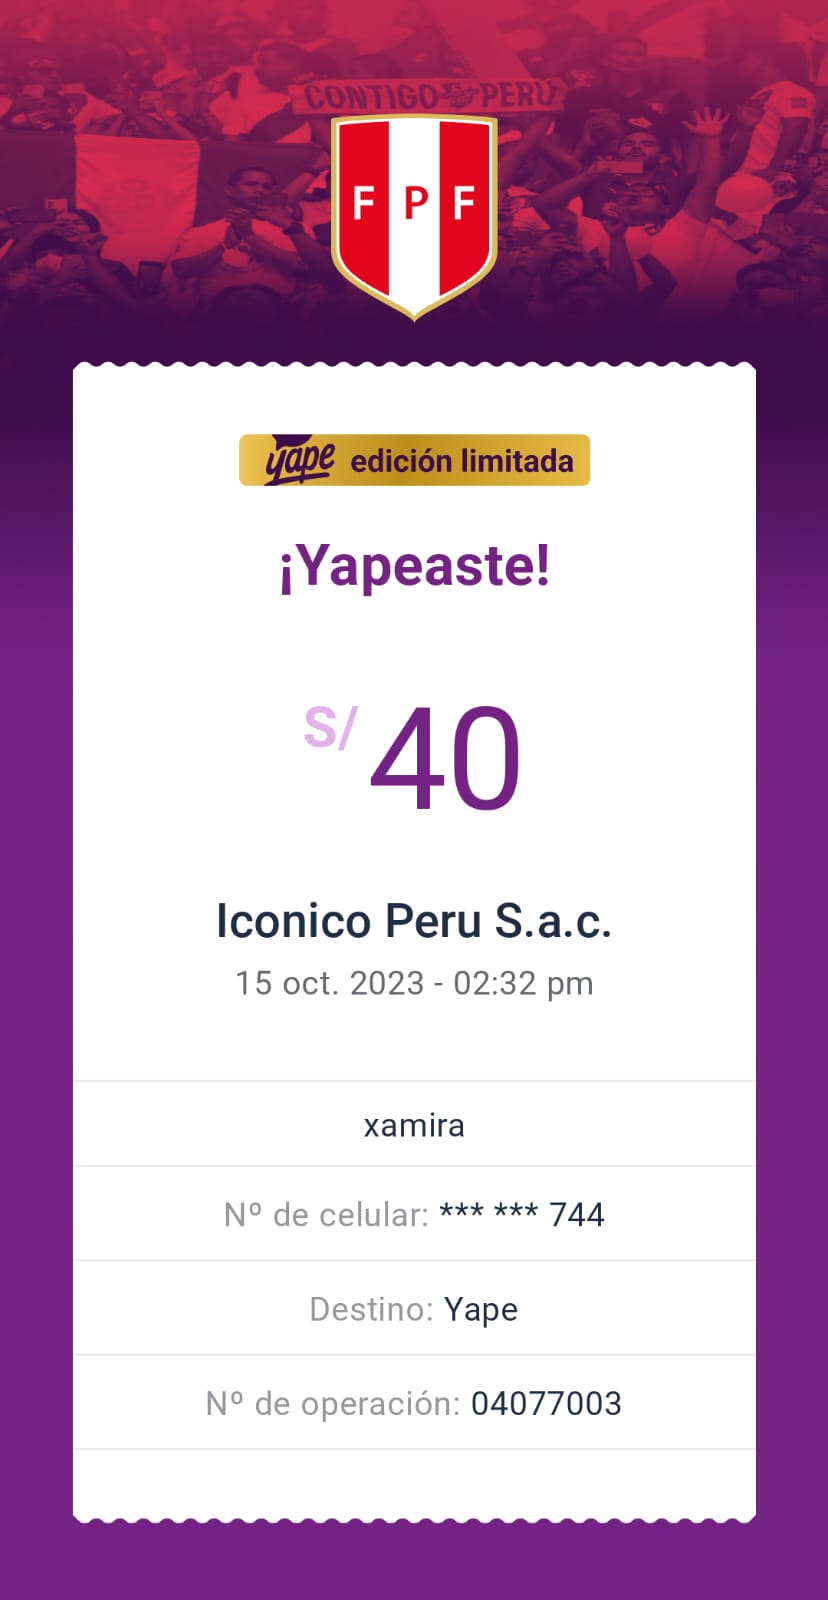 CONTIGO PERÚ
F P F
yape edición limitada
¡Yapeaste!
S/ 40
Iconico Peru S.a.c.
15 oct. 2023 - 02:32 pm
xamira
Nº de celular: *** *** 744
Destino: Yape
Nº de operación: 04077003